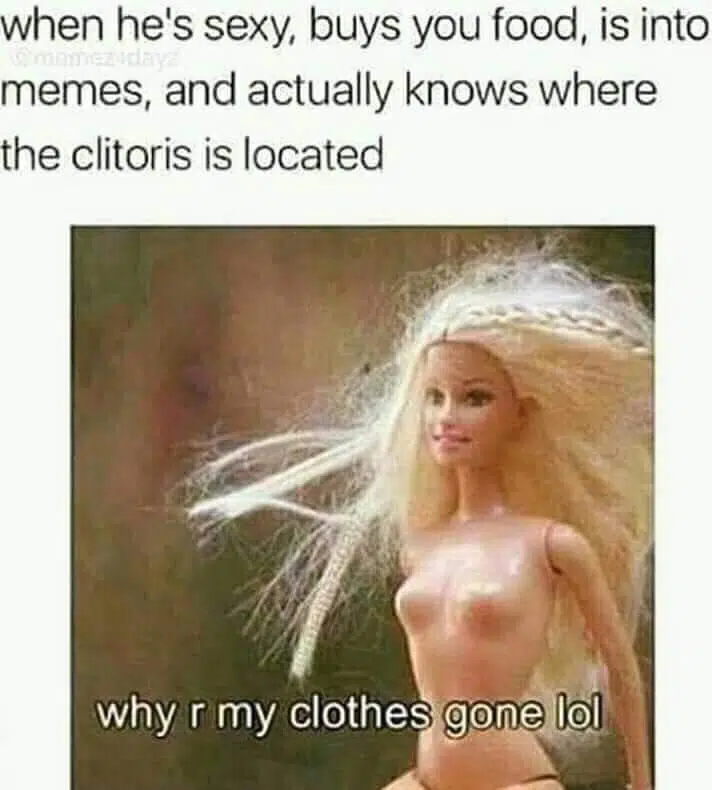 when he's sexy, buys you food, is into
memes, and actually knows where
the clitoris is located
why r my clothes gone lol